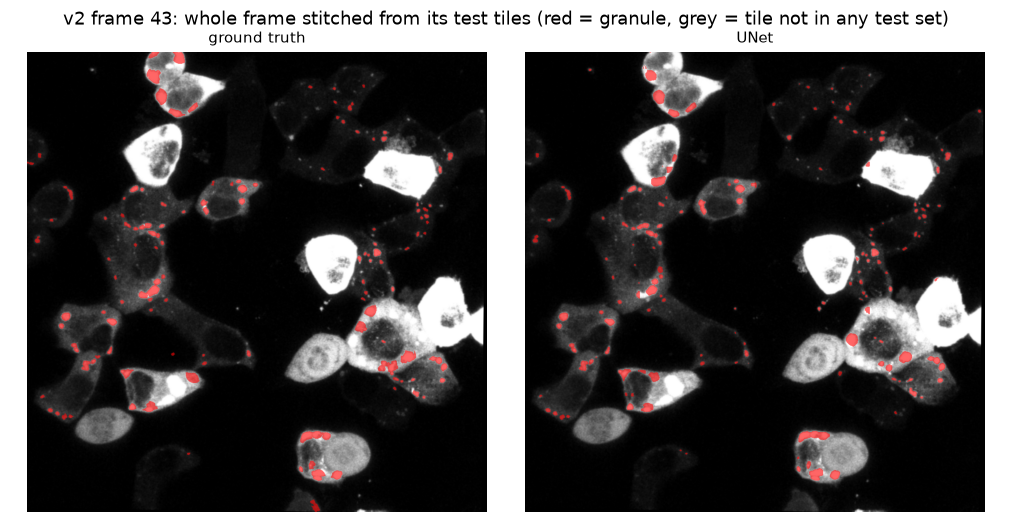 v2 frame 43: whole frame stitched from its test tiles (red = granule, grey = tile not in any test set)
ground truth
UNet